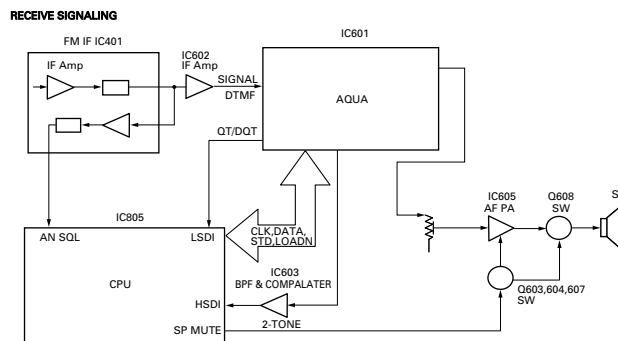 RECEIVE SIGNALING
FM IF IC401
IF Amp
IC602
IF Amp
SIGNAL
DTMF
IC601
AQUA
QT/DQT
IC805
AN SQL
LSDI
CLK,DATA,
STD,LOADN
CPU
IC603
BPF & COMPALATER
HSDI
2-TONE
SP MUTE
IC605
AF PA
Q608
SW
Q603,604,607
SW